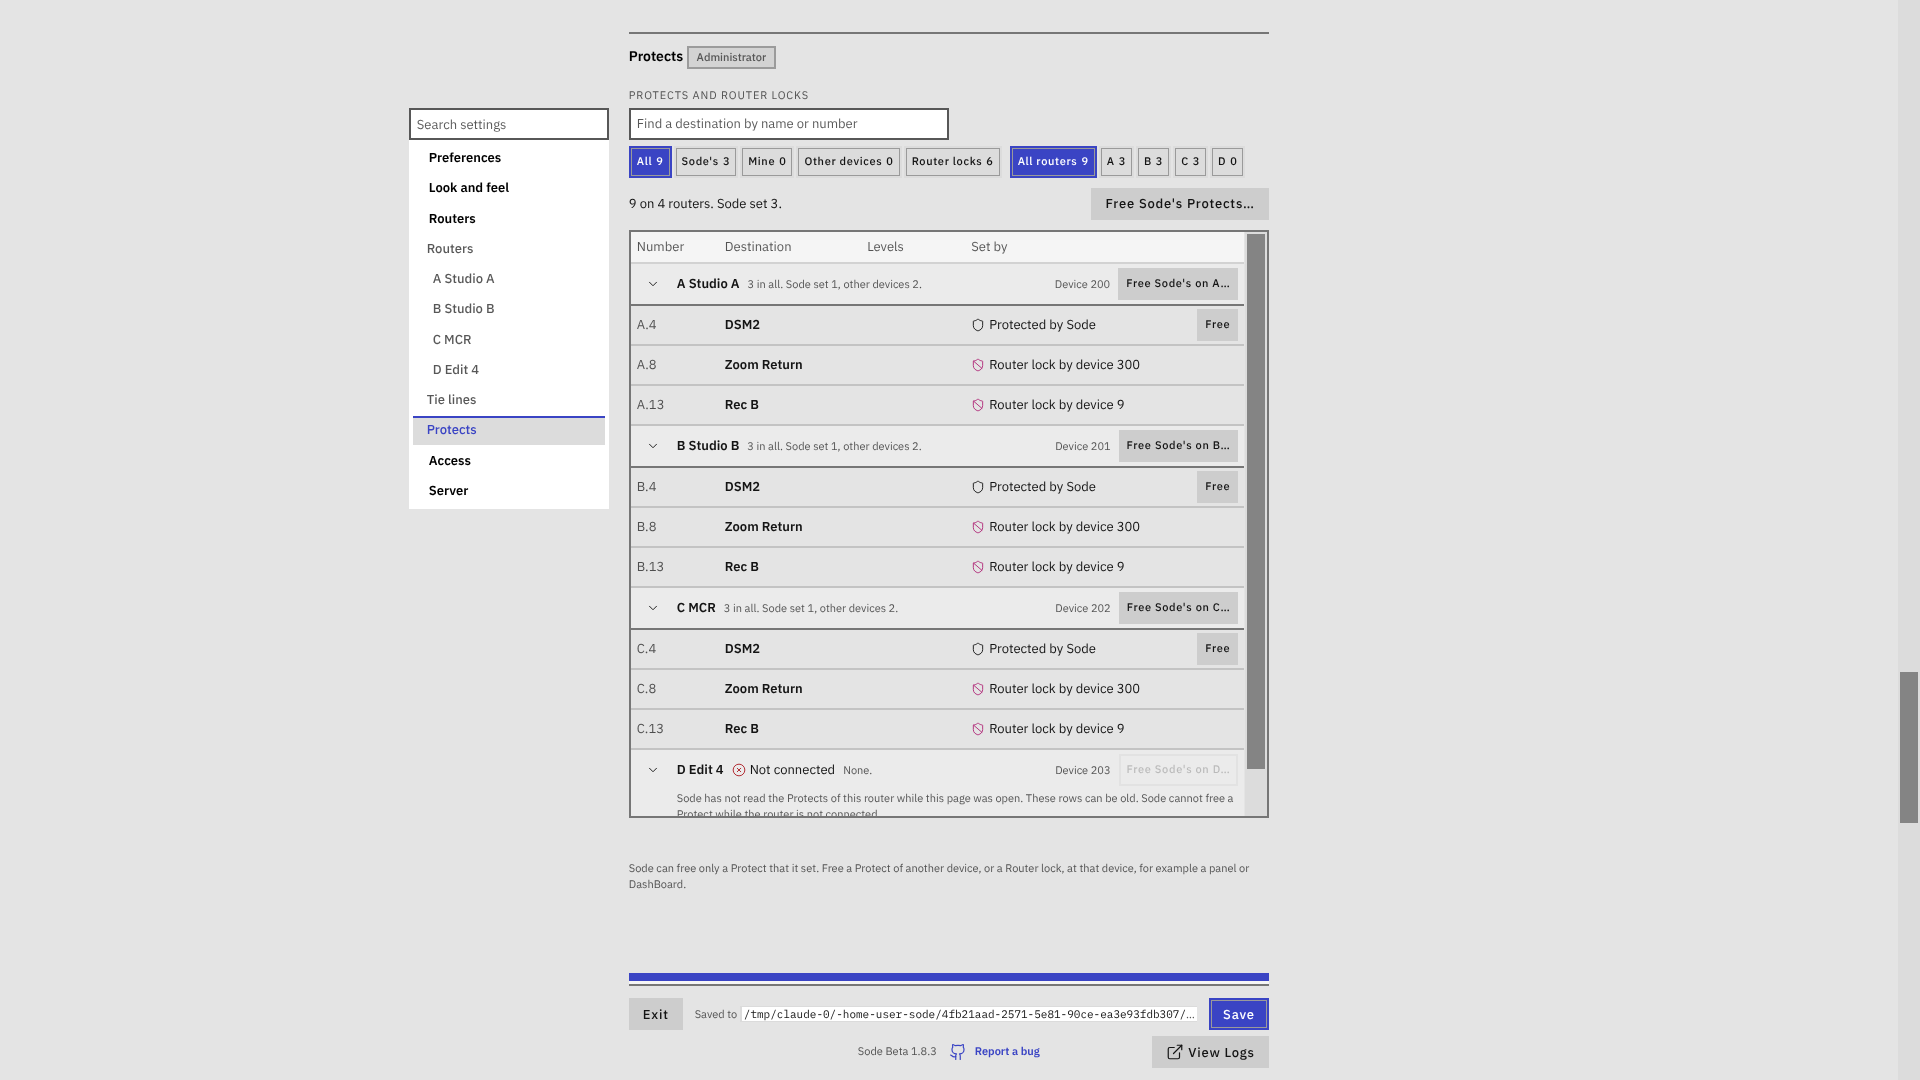 Protects Administrator
PROTECTS AND ROUTER LOCKS
Find a destination by name or number
All 9 Sode's 3 Mine 0 Other devices 0 Router locks 6 All routers 9 A 3 B 3 C 3 D 0
9 on 4 routers. Sode set 3. Free Sode's Protects...
Search settings
Preferences
Look and feel
Routers
Routers
A Studio A
B Studio B
C MCR
D Edit 4
Tie lines
Protects
Access
Server
Number Destination Levels Set by
A Studio A 3 in all. Sode set 1, other devices 2. Device 200 Free Sode's on A...
A.4 DSM2 Protected by Sode Free
A.8 Zoom Return Router lock by device 300
A.13 Rec B Router lock by device 9
B Studio B 3 in all. Sode set 1, other devices 2. Device 201 Free Sode's on B...
B.4 DSM2 Protected by Sode Free
B.8 Zoom Return Router lock by device 300
B.13 Rec B Router lock by device 9
C MCR 3 in all. Sode set 1, other devices 2. Device 202 Free Sode's on C...
C.4 DSM2 Protected by Sode Free
C.8 Zoom Return Router lock by device 300
C.13 Rec B Router lock by device 9
D Edit 4 Not connected None. Device 203 Free Sode's on D...
Sode has not read the Protects of this router while this page was open. These rows can be old. Sode cannot free a
Protect while the router is not connected.
Sode can free only a Protect that it set. Free a Protect of another device, or a Router lock, at that device, for example a panel or
DashBoard.
Exit Saved to /tmp/claude-0/-home-user-sode/4fb21aad-2571-5e81-90ce-ea3e93fdb307/... Save
Sode Beta 1.8.3 Report a bug View Logs